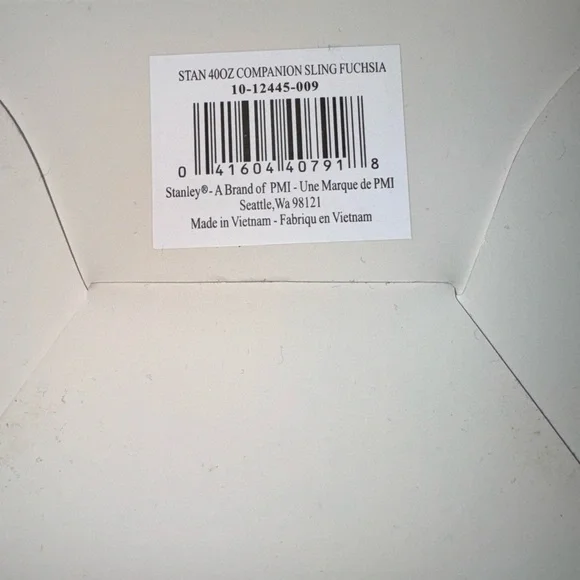 STAN 40OZ COMPANION SLING FUCHSIA
10-12445-009
0 41604 40791 8
Stanley®- A Brand of PMI - Une Marque de PMI
Seattle,Wa 98121
Made in Vietnam - Fabriqu en Vietnam